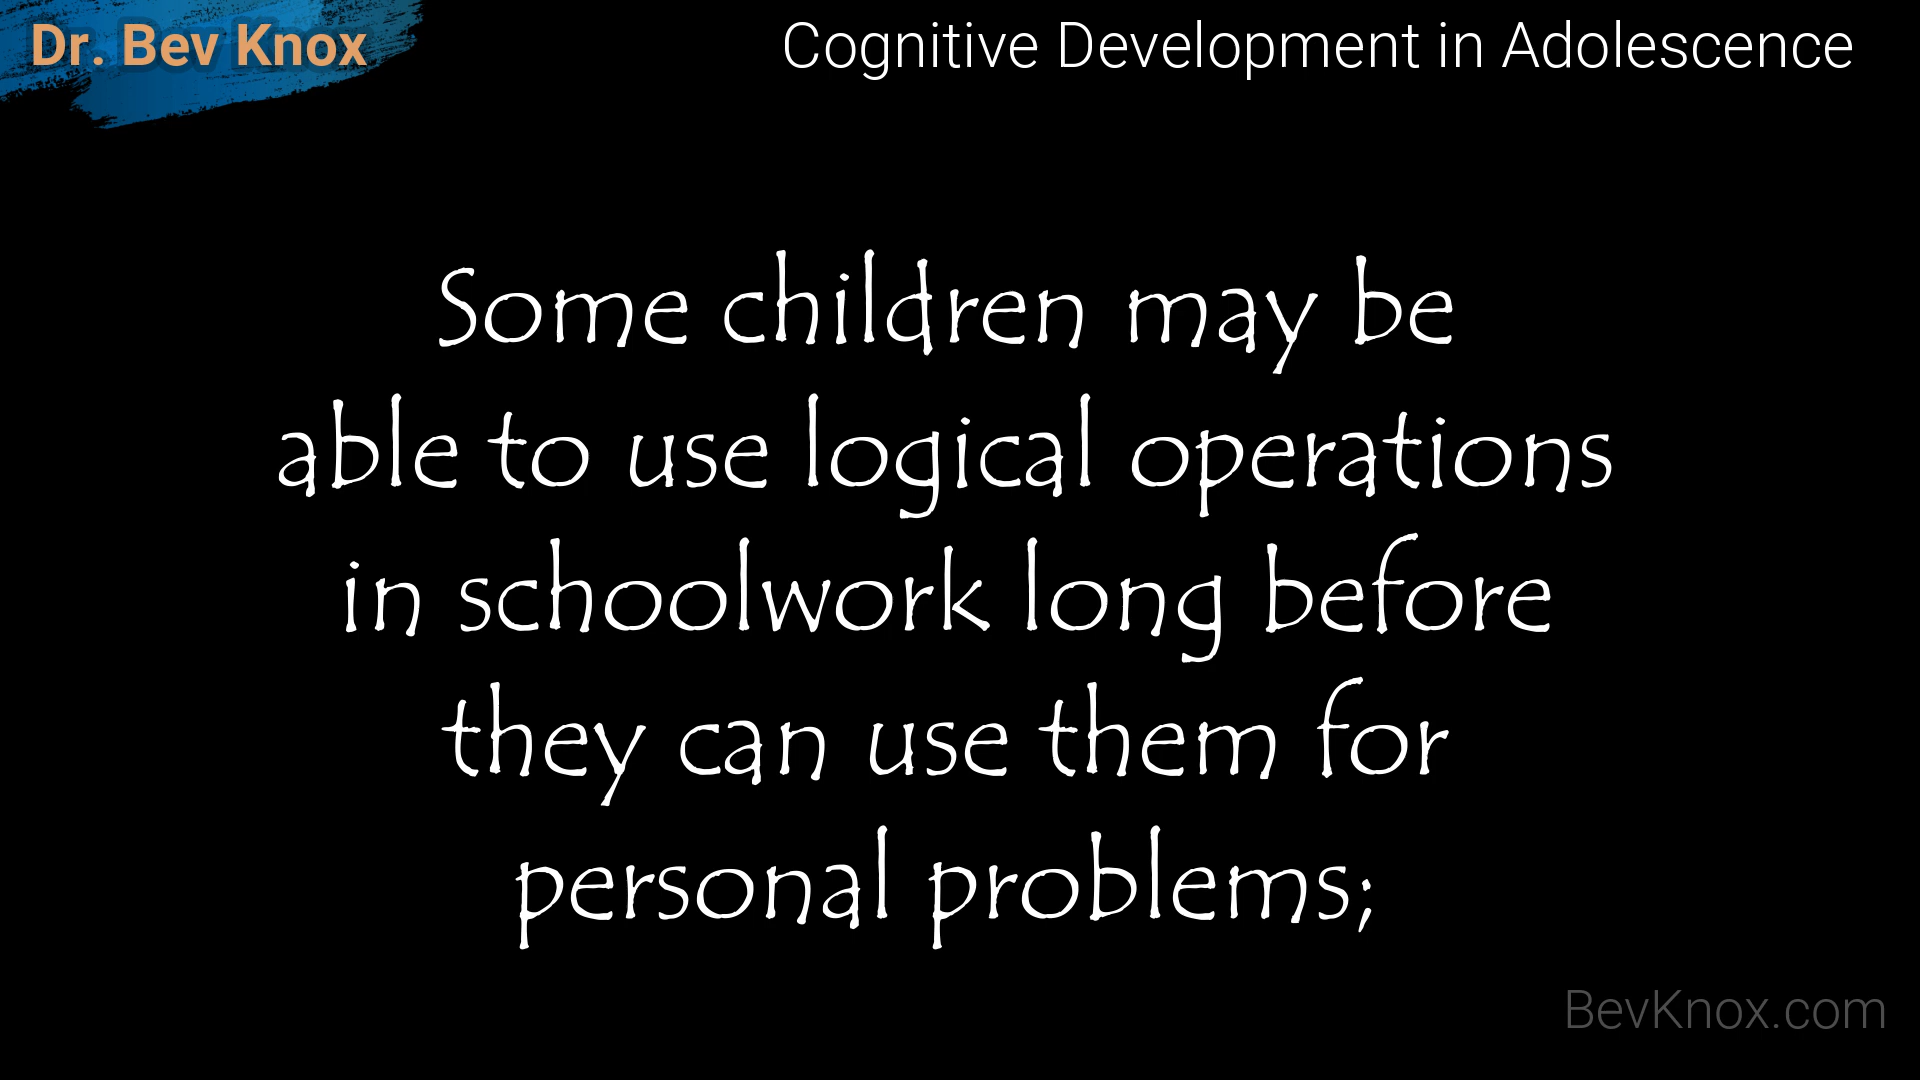 Dr. Bev Knox
Cognitive Development in Adolescence
Some children may be
able to use logical operations
in schoolwork long before
they can use them for
personal problems;
BevKnox.com